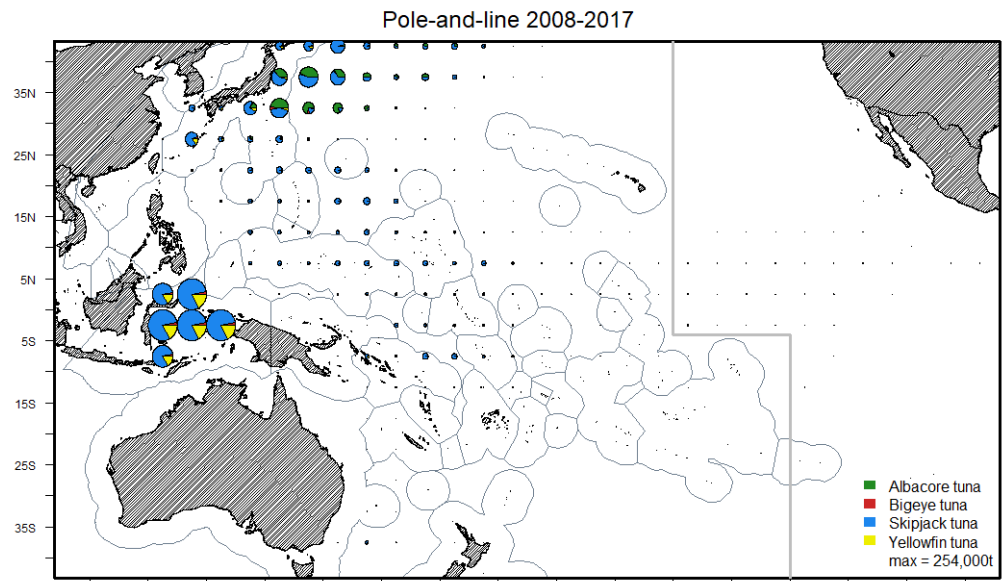 Pole-and-line 2008-2017
35N
25N
15N
5N
5S
15S
25S
35S
Albacore tuna
Bigeye tuna
Skipjack tuna
Yellowfin tuna
max = 254,000t